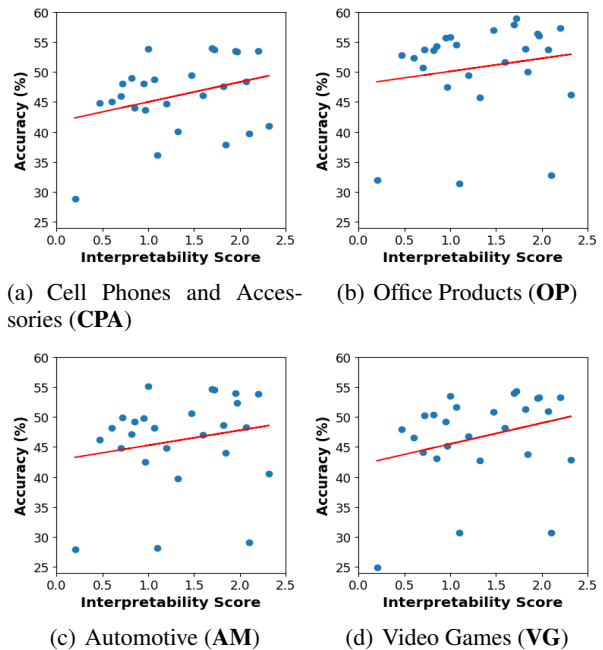 60
55
50
45
40
35
30
25
Accuracy (%)
0.0 0.5 1.0 1.5 2.0 2.5
Interpretability Score
(a) Cell Phones and Acces-
sories (CPA)
60
55
50
45
40
35
30
25
Accuracy (%)
0.0 0.5 1.0 1.5 2.0 2.5
Interpretability Score
(b) Office Products (OP)
60
55
50
45
40
35
30
25
Accuracy (%)
0.0 0.5 1.0 1.5 2.0 2.5
Interpretability Score
(c) Automotive (AM)
60
55
50
45
40
35
30
25
Accuracy (%)
0.0 0.5 1.0 1.5 2.0 2.5
Interpretability Score
(d) Video Games (VG)